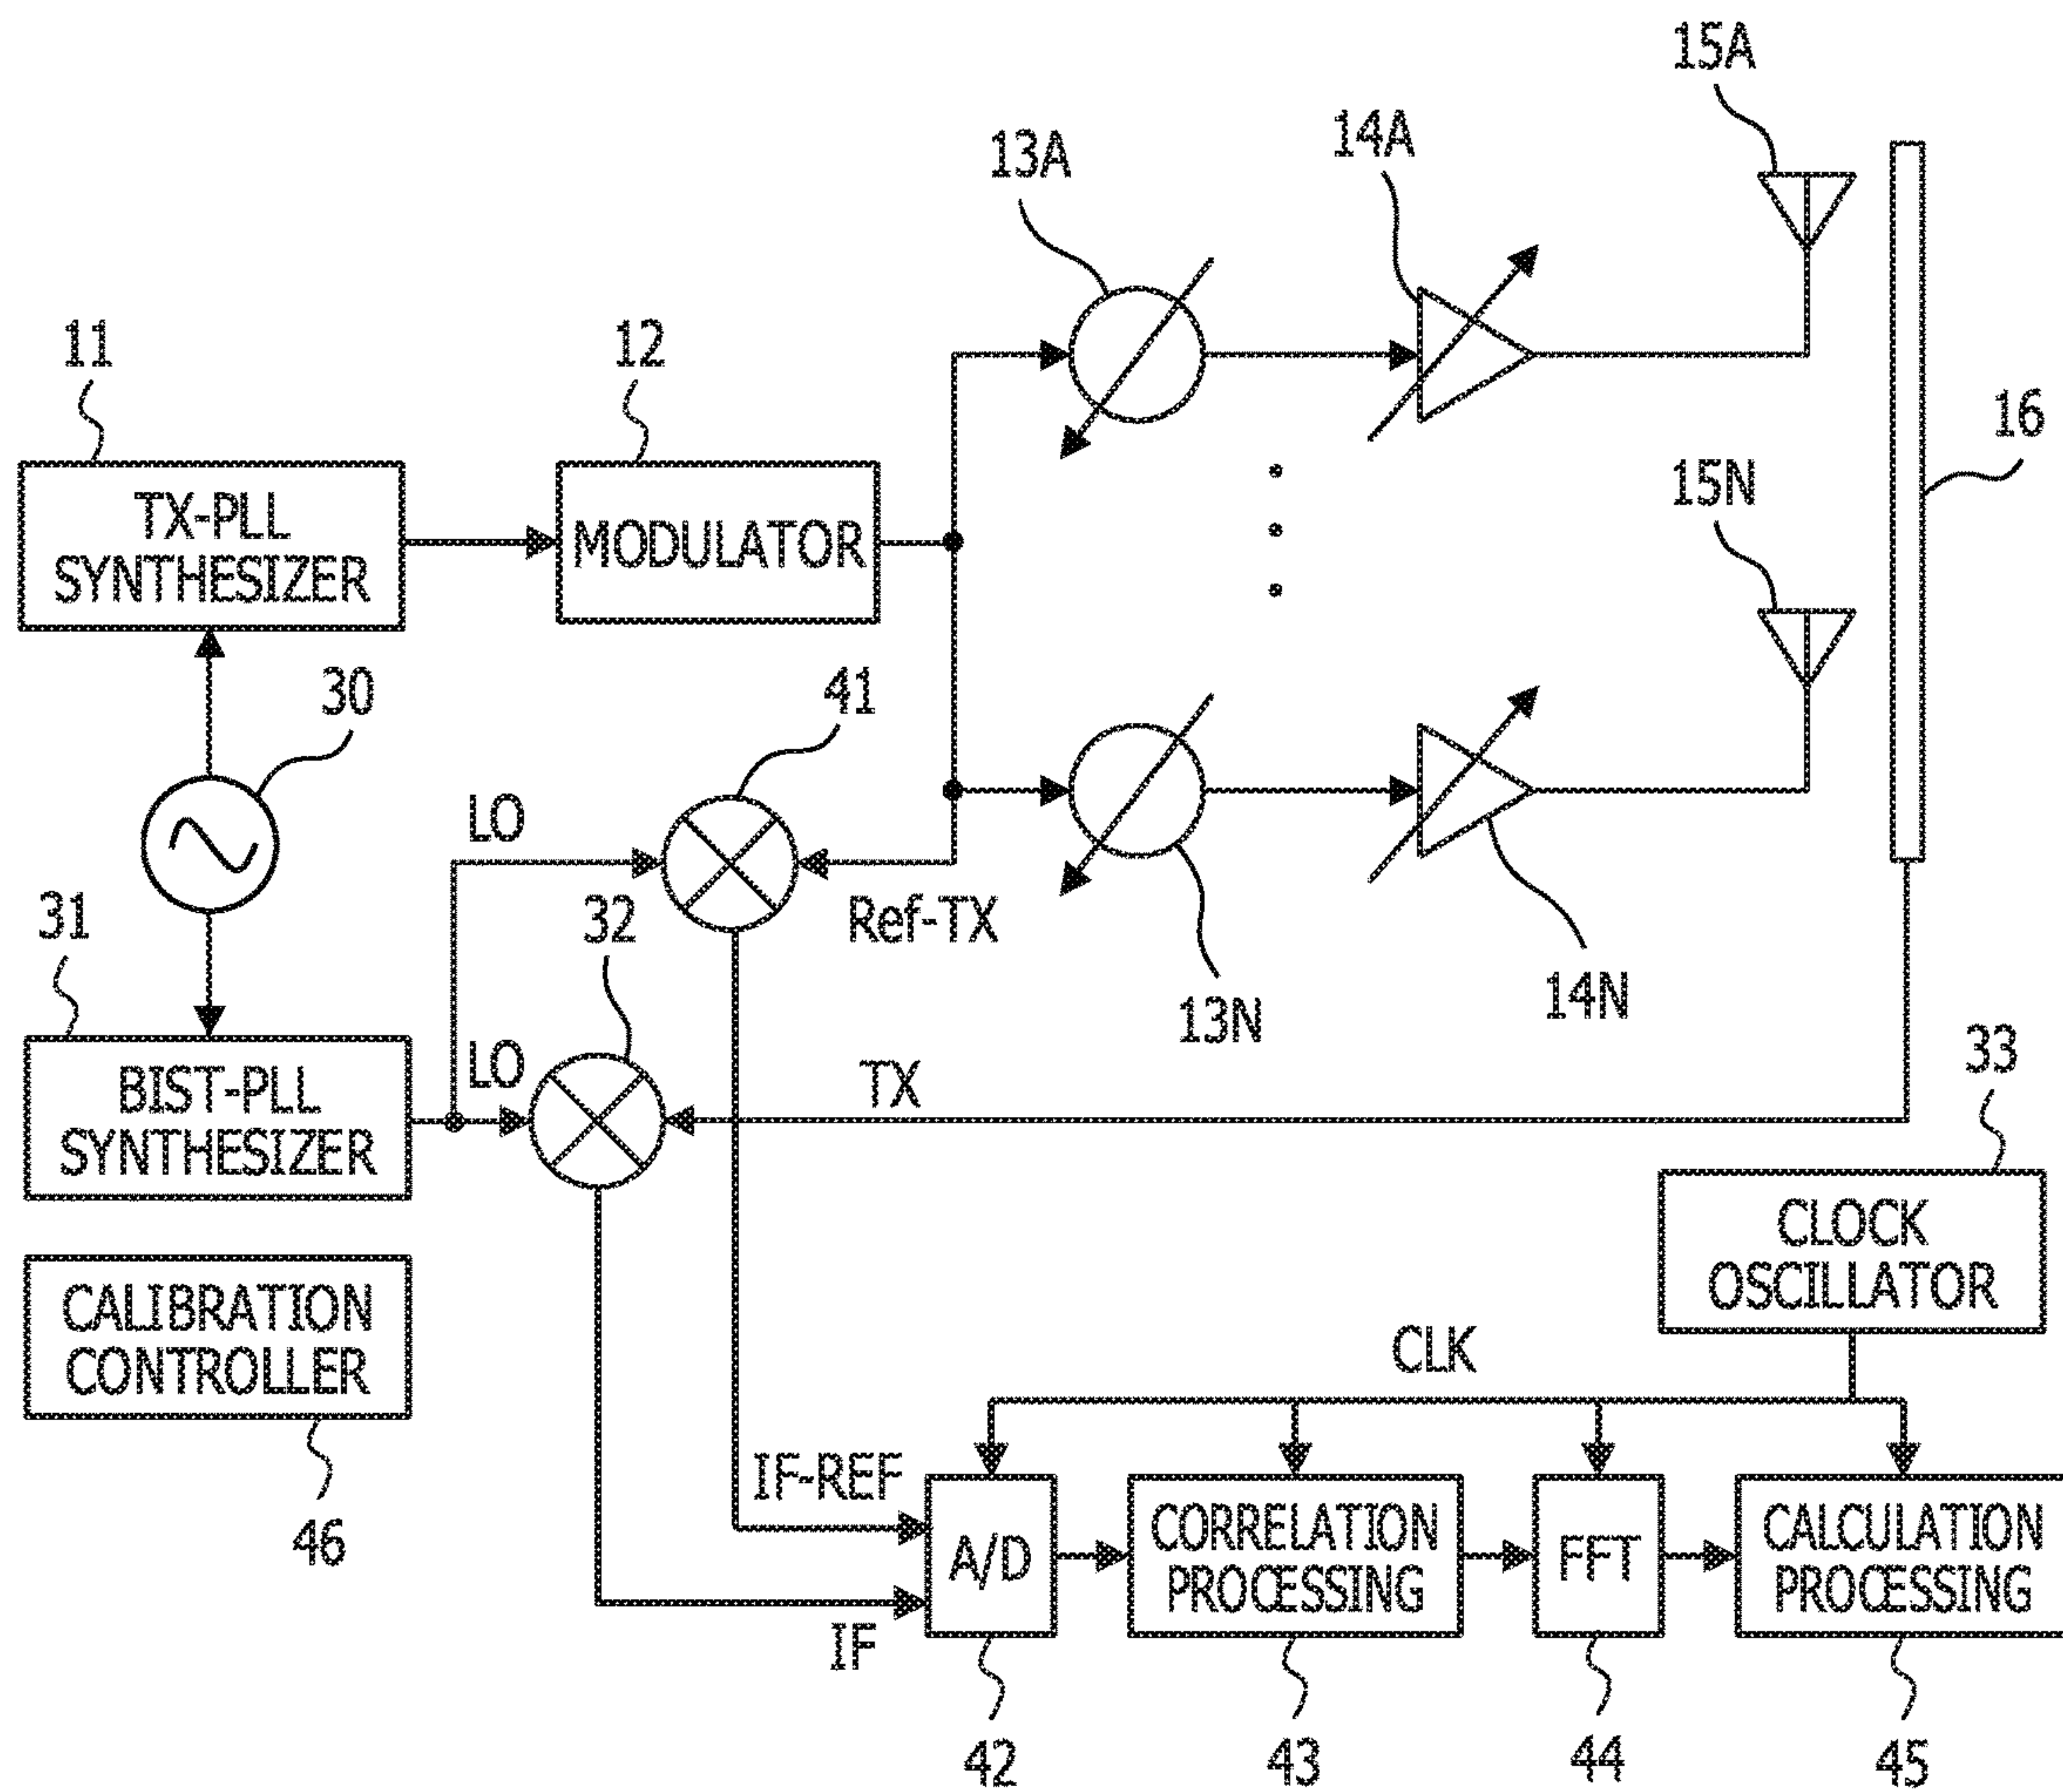 15A
14A
13A
11
12
16
TX-PLL
SYNTHESIZER
MODULATOR
15N
30
41
LO
Ref-TX
31
32
13N
14N
BIST-PLL
SYNTHESIZER
LO
TX
33
CLOCK
OSCILLATOR
CALIBRATION
CONTROLLER
CLK
46
IF-REF
IF
A/D
CORRELATION
PROCESSING
FFT
CALCULATION
PROCESSING
42
43
44
45